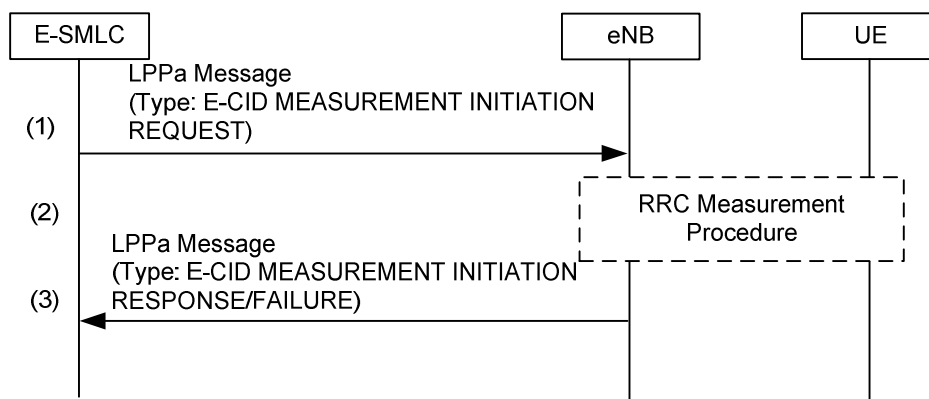 E-SMLC
eNB
UE
LPPa Message
(Type: E-CID MEASUREMENT INITIATION
REQUEST)
(1)
(2)
RRC Measurement
Procedure
LPPa Message
(Type: E-CID MEASUREMENT INITIATION
RESPONSE/FAILURE)
(3)